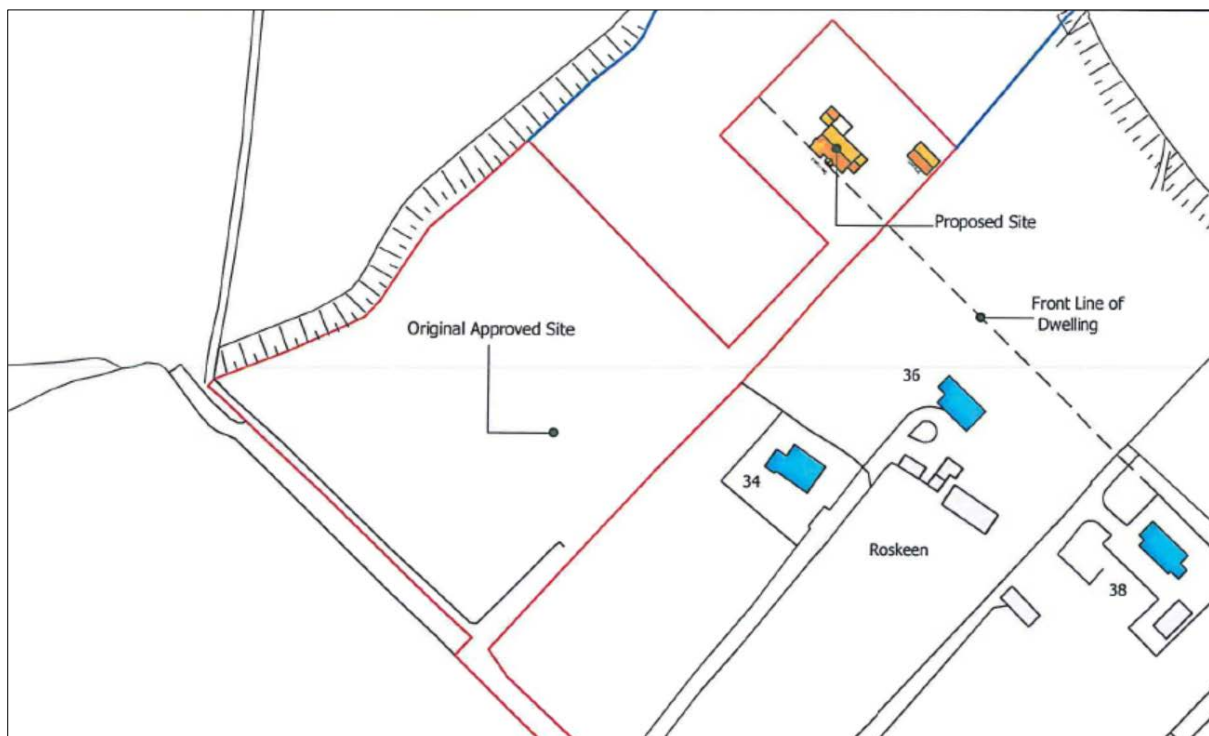 Proposed Site
Front Line of
Dwelling
Original Approved Site
36
34
Roskeen
38